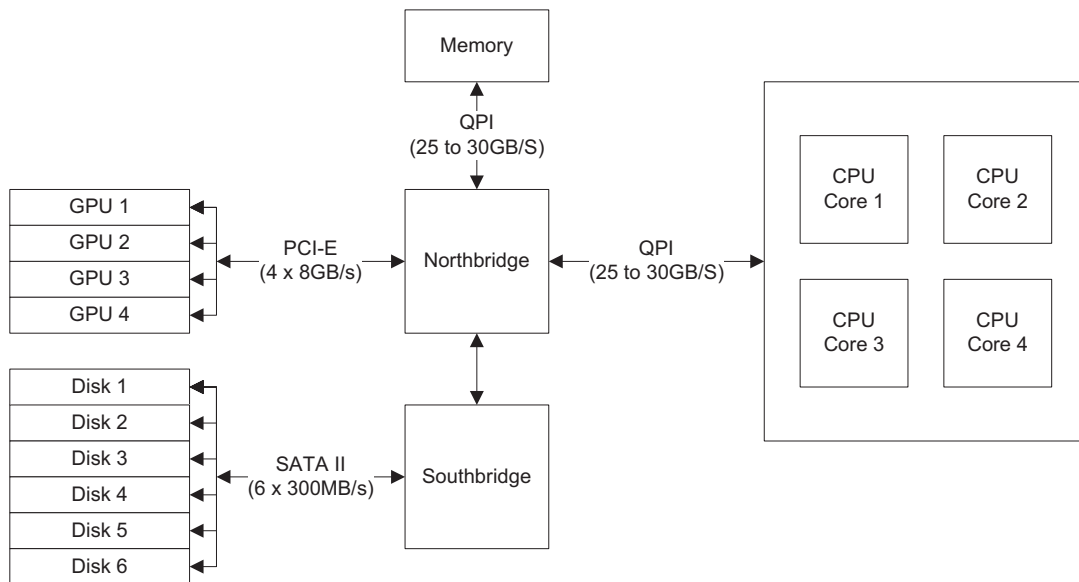 Memory
QPI
(25 to 30GB/S)
GPU 1
GPU 2
GPU 3
GPU 4
PCI-E
(4 x 8GB/s)
Northbridge
QPI
(25 to 30GB/S)
CPU
Core 1
CPU
Core 2
CPU
Core 3
CPU
Core 4
Disk 1
Disk 2
Disk 3
Disk 4
Disk 5
Disk 6
SATA II
(6 x 300MB/s)
Southbridge